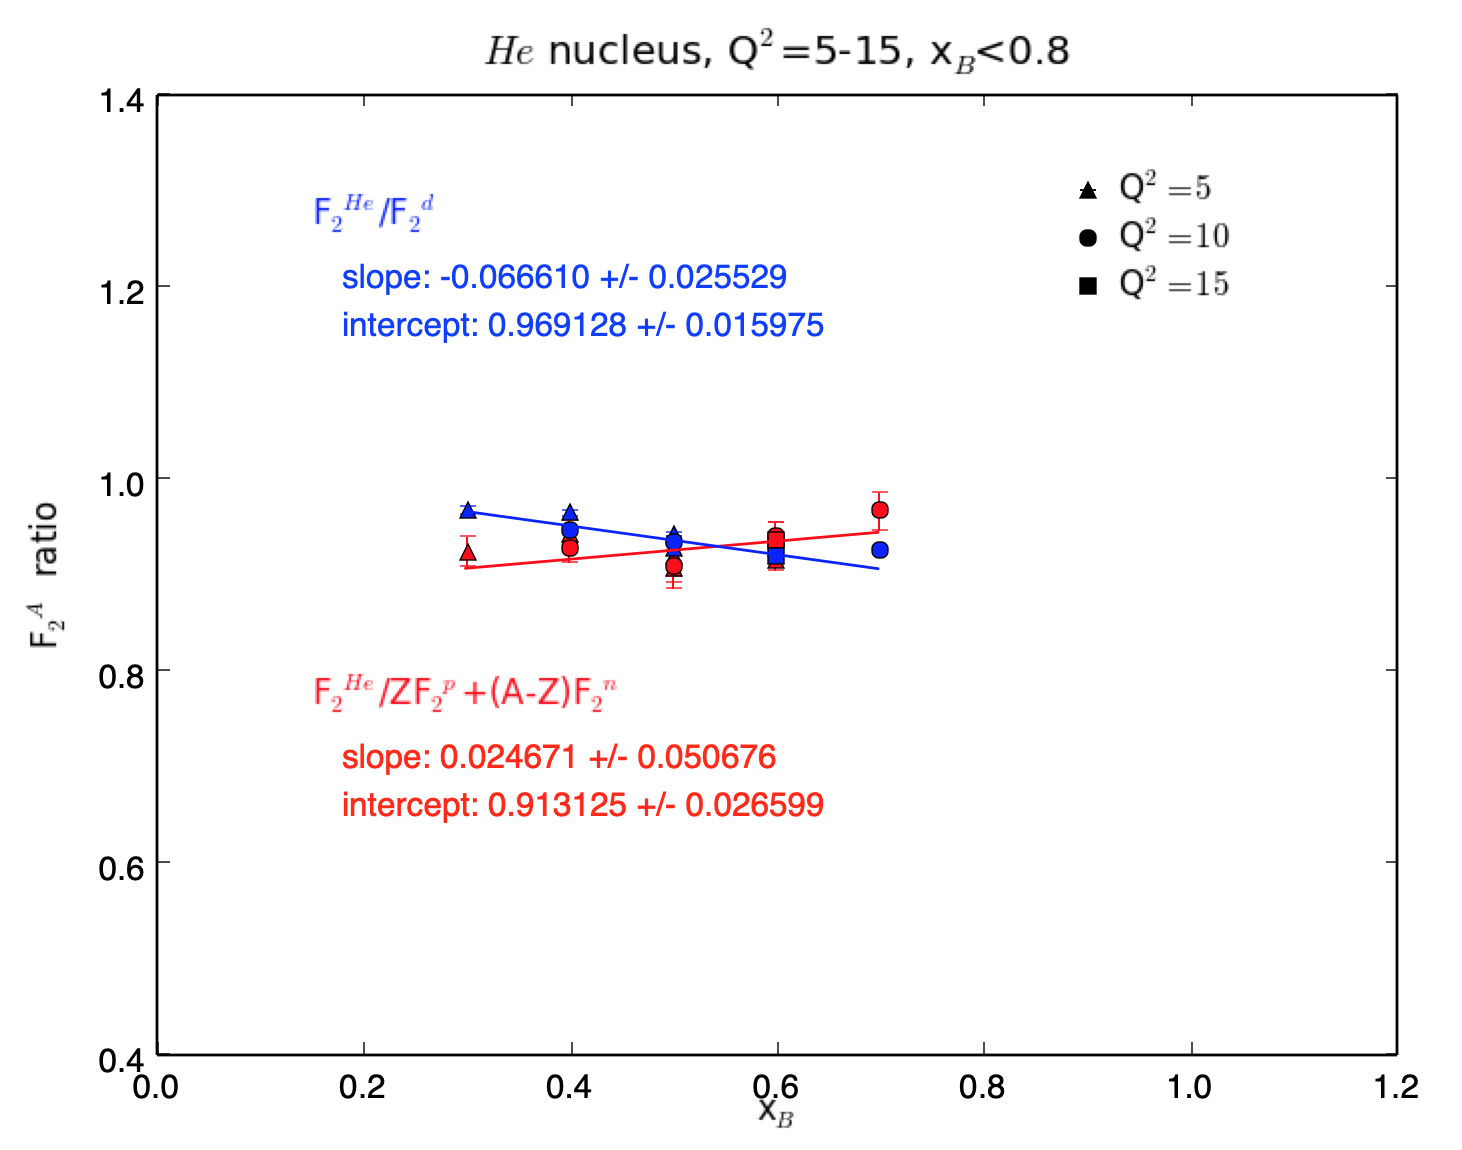 He nucleus, Q²=5-15, x_B<0.8
1.4
1.2
1.0
0.8
0.6
0.4
F₂^A ratio
F₂^He/F₂^d
slope: -0.066610 +/- 0.025529
intercept: 0.969128 +/- 0.015975
Q² =5
Q² =10
Q² =15
F₂^He/ZF₂^p+(A-Z)F₂^n
slope: 0.024671 +/- 0.050676
intercept: 0.913125 +/- 0.026599
0.0 0.2 0.4 0.6 0.8 1.0 1.2
x_B